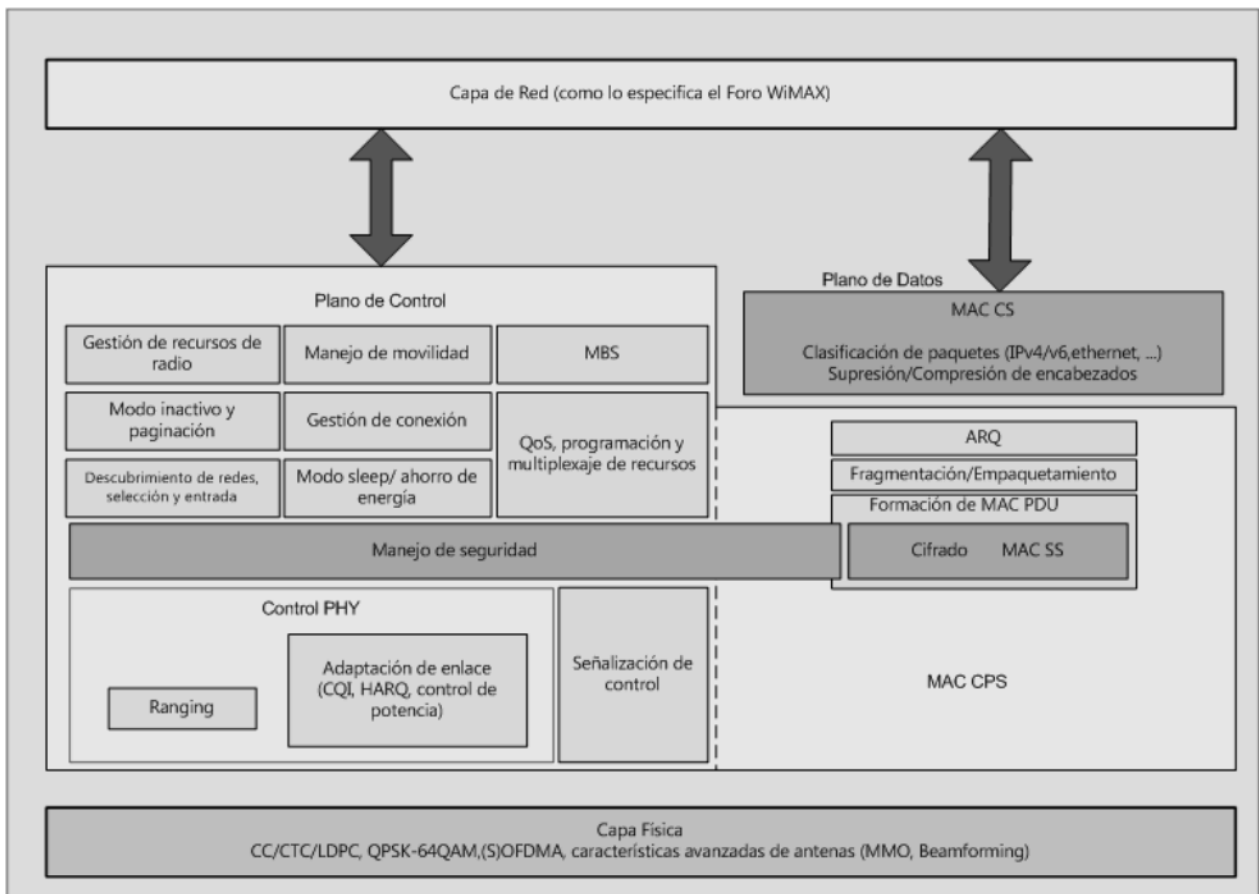 Capa de Red (como lo especifica el Foro WiMAX)
Plano de Control
Gestión de recursos de
radio
Manejo de movilidad
MBS
Modo inactivo y
paginación
Gestión de conexión
QoS, programación y
multiplexaje de recursos
Descubrimiento de redes,
selección y entrada
Modo sleep/ ahorro de
energía
Plano de Datos
MAC CS
Clasificación de paquetes (IPv4/v6,ethernet, ...)
Supresión/Compresión de encabezados
ARQ
Fragmentación/Empaquetamiento
Formación de MAC PDU
Manejo de seguridad
Cifrado MAC SS
Control PHY
Ranging
Adaptación de enlace
(CQI, HARQ, control de
potencia)
Señalización de
control
MAC CPS
Capa Física
CC/CTC/LDPC, QPSK-64QAM,(S)OFDMA, características avanzadas de antenas (MMO, Beamforming)